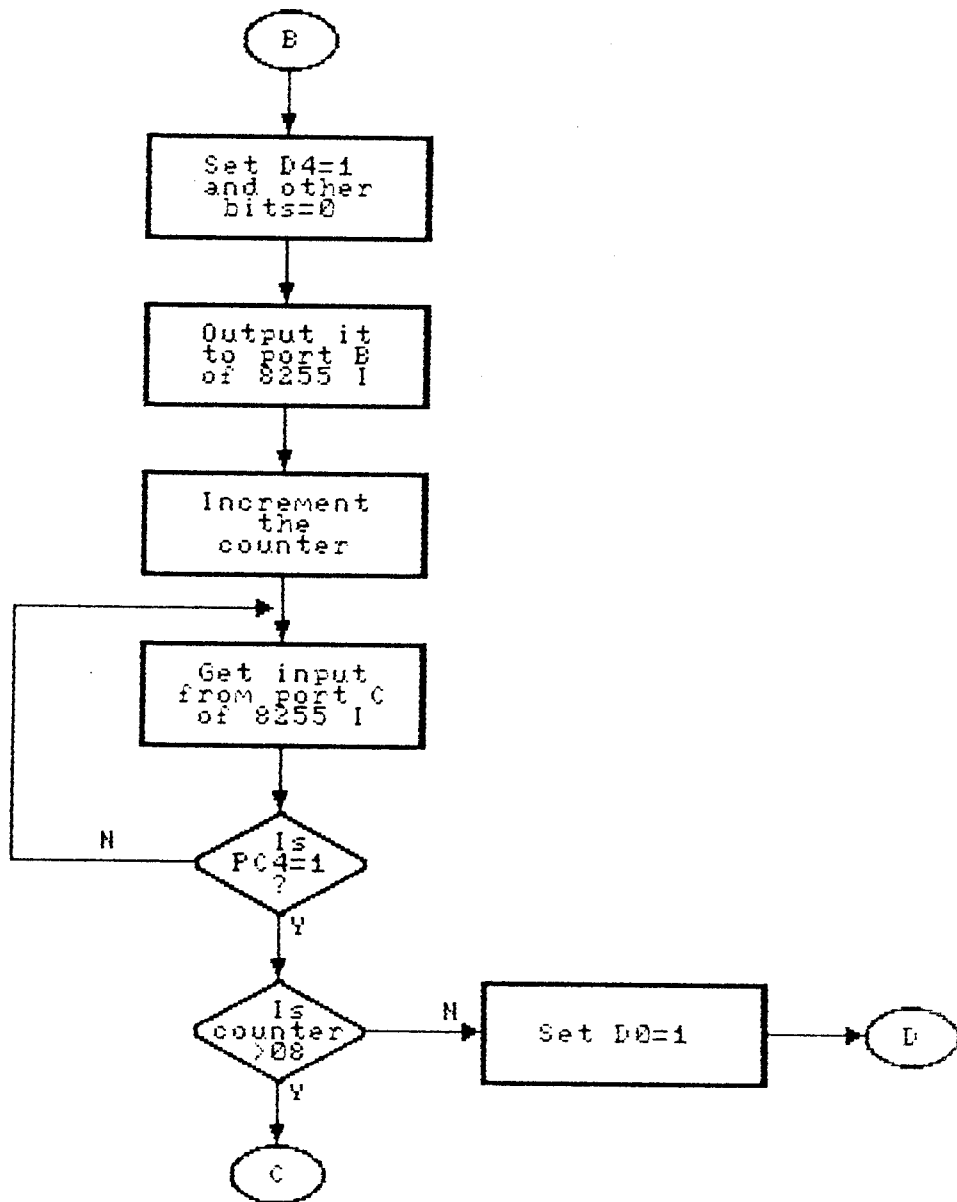 B
Set D4=1
and other
bits=0
Output it
to port B
of 8255 I
Increment
the
counter
Get input
from port C
of 8255 I
N
Is
PC4=1
?
Y
Is
counter
>08
N
Set D0=1
D
Y
C